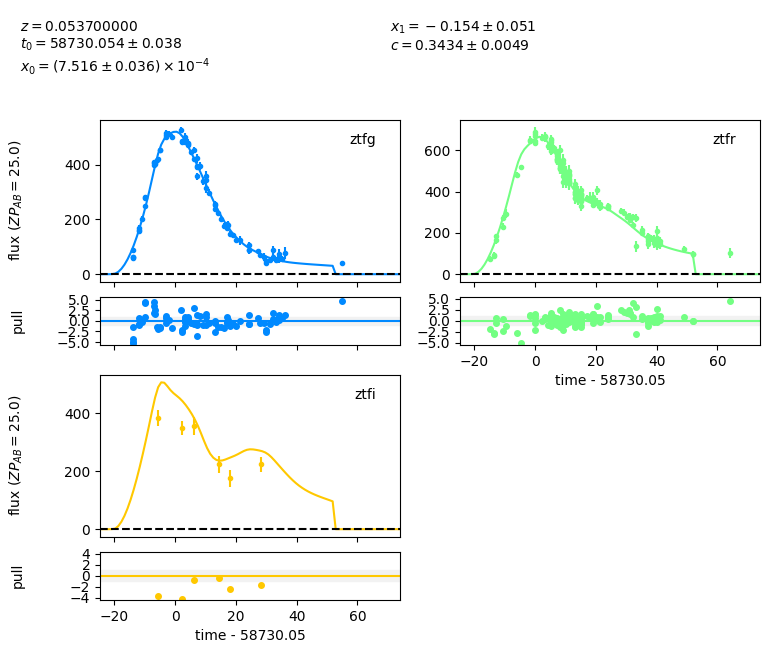 z = 0.053700000
t₀ = 58730.054 ± 0.038
x₀ = (7.516 ± 0.036) × 10⁻⁴
x₁ = −0.154 ± 0.051
c = 0.3434 ± 0.0049
ztfg
flux (ZP_AB = 25.0)
400
200
0
ztfr
600
400
200
0
pull
5.0
2.5
0.0
−2.5
−5.0
5.0
2.5
0.0
−2.5
−5.0
−20 0 20 40 60
time - 58730.05
ztfi
flux (ZP_AB = 25.0)
400
200
0
pull
4
2
0
−2
−4
−20 0 20 40 60
time - 58730.05